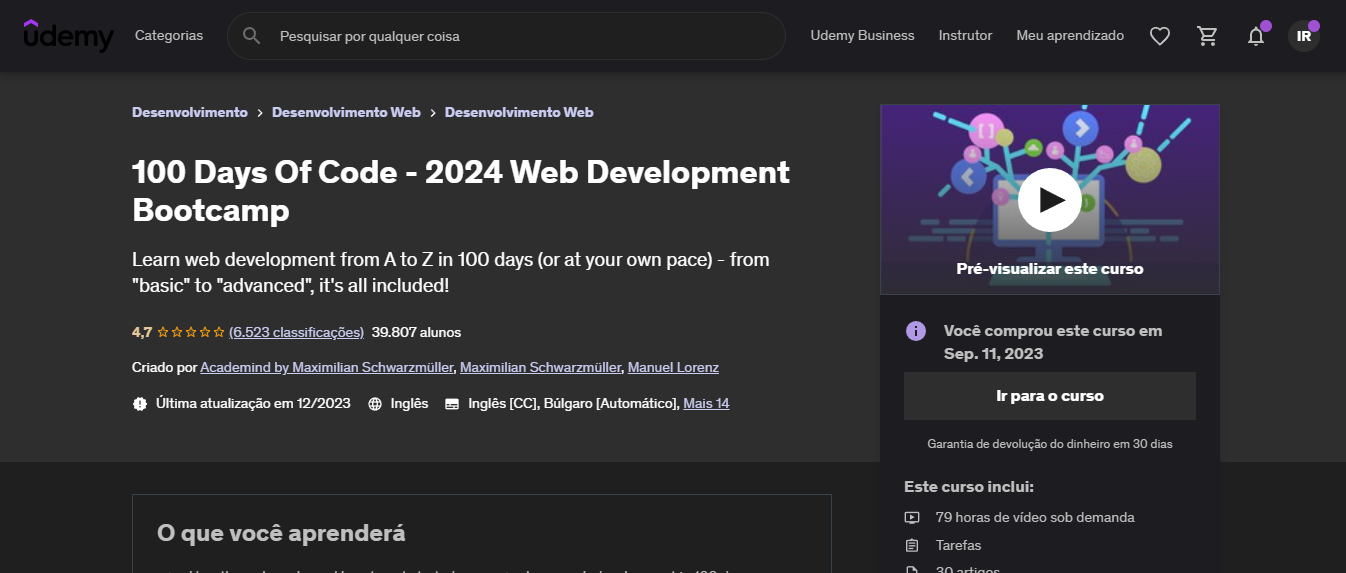 udemy
Categorias
Pesquisar por qualquer coisa
Udemy Business
Instrutor
Meu aprendizado
IR
Desenvolvimento > Desenvolvimento Web > Desenvolvimento Web
100 Days Of Code - 2024 Web Development
Bootcamp
Learn web development from A to Z in 100 days (or at your own pace) - from
"basic" to "advanced", it's all included!
4,7 (6.523 classificações) 39.807 alunos
Criado por Academind by Maximilian Schwarzmüller, Maximilian Schwarzmüller, Manuel Lorenz
Última atualização em 12/2023 Inglês Inglês [CC], Búlgaro [Automático], Mais 14
O que você aprenderá
Pré-visualizar este curso
Você comprou este curso em
Sep. 11, 2023
Ir para o curso
Garantia de devolução do dinheiro em 30 dias
Este curso inclui:
79 horas de vídeo sob demanda
Tarefas
30 artigos